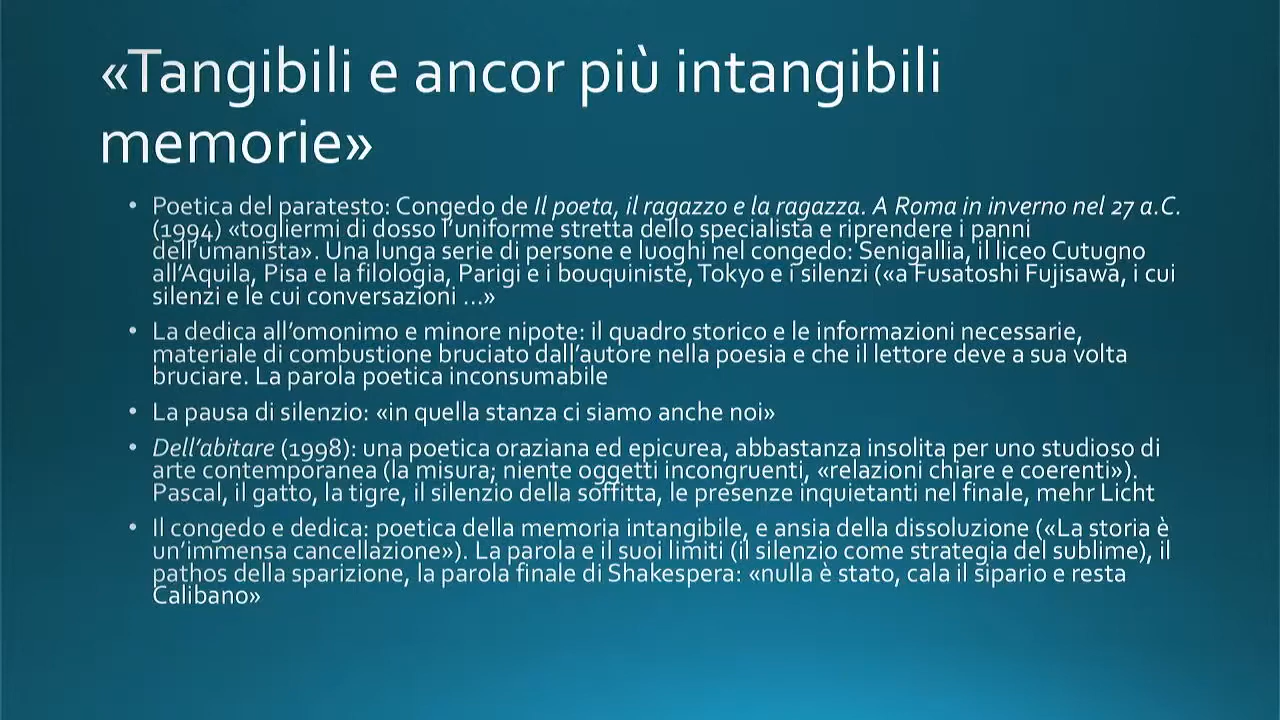 «Tangibili e ancor più intangibili
memorie»
• Poetica del paratesto: Congedo de Il poeta, il ragazzo e la ragazza. A Roma in inverno nel 27 a.C.
(1994) «togliermi di dosso l’uniforme stretta dello specialista e riprendere i panni
dell’umanista». Una lunga serie di persone e luoghi nel congedo: Senigallia, il liceo Cutugno
all’Aquila, Pisa e la filologia, Parigi e i bouquiniste, Tokyo e i silenzi («a Fusatoshi Fujisawa, i cui
silenzi e le cui conversazioni ...»
• La dedica all’omonimo e minore nipote: il quadro storico e le informazioni necessarie,
materiale di combustione bruciato dall’autore nella poesia e che il lettore deve a sua volta
bruciare. La parola poetica inconsumabile
• La pausa di silenzio: «in quella stanza ci siamo anche noi»
• Dell’abitare (1998): una poetica oraziana ed epicurea, abbastanza insolita per uno studioso di
arte contemporanea (la misura; niente oggetti incongruenti, «relazioni chiare e coerenti»).
Pascal, il gatto, la tigre, il silenzio della soffitta, le presenze inquietanti nel finale, mehr Licht
• Il congedo e dedica: poetica della memoria intangibile, e ansia della dissoluzione («La storia è
un’immensa cancellazione»). La parola e il suoi limiti (il silenzio come strategia del sublime), il
pathos della sparizione, la parola finale di Shakespera: «nulla è stato, cala il sipario e resta
Calibano»